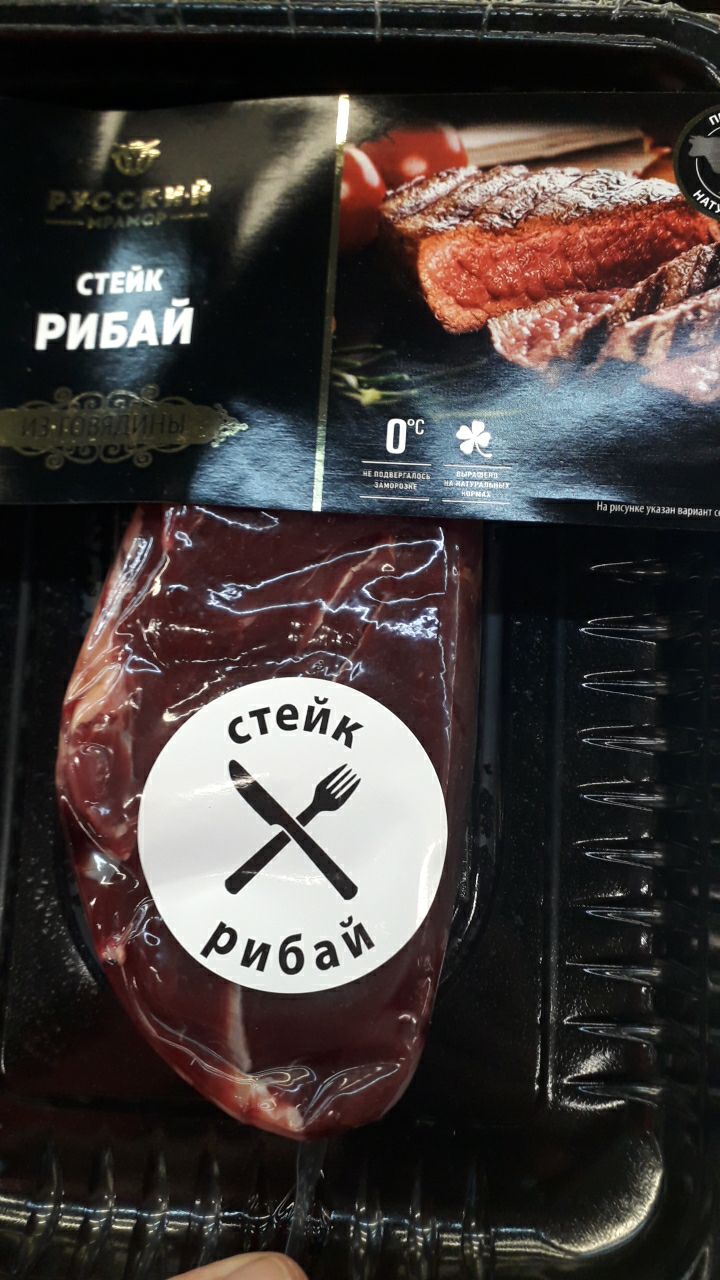 РУССКИЙ
МРАМОР
СТЕЙК
РИБАЙ
ИЗ ГОВЯДИНЫ
0°C
НЕ ПОДВЕРГАЛОСЬ
ЗАМОРОЗКЕ
ВЫРАЩЕНО
НА НАТУРАЛЬНЫХ
КОРМАХ
На рисунке указан вариант
стейк
рибай